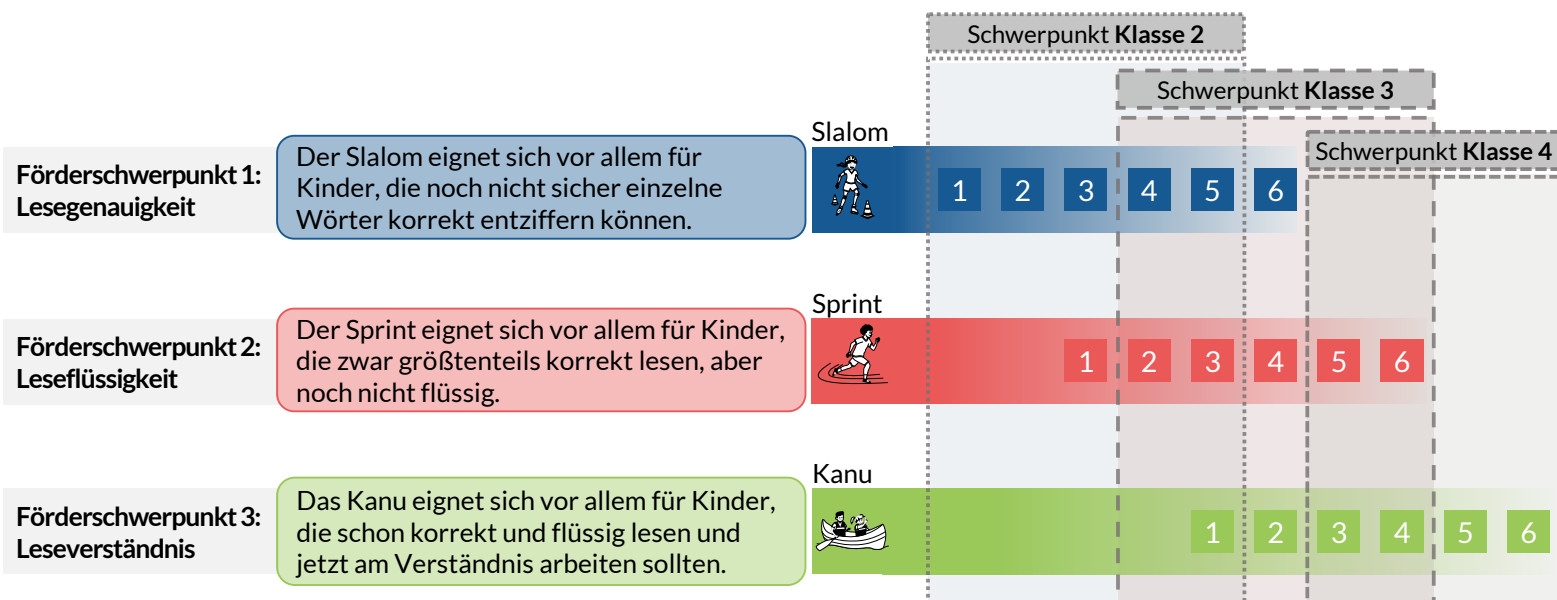 Schwerpunkt Klasse 2
Schwerpunkt Klasse 3
Schwerpunkt Klasse 4
Förderschwerpunkt 1:
Lesegenauigkeit
Der Slalom eignet sich vor allem für
Kinder, die noch nicht sicher einzelne
Wörter korrekt entziffern können.
Slalom
1 2 3 4 5 6
Förderschwerpunkt 2:
Leseflüssigkeit
Der Sprint eignet sich vor allem für Kinder,
die zwar größtenteils korrekt lesen, aber
noch nicht flüssig.
Sprint
1 2 3 4 5 6
Förderschwerpunkt 3:
Leseverständnis
Das Kanu eignet sich vor allem für Kinder,
die schon korrekt und flüssig lesen und
jetzt am Verständnis arbeiten sollten.
Kanu
1 2 3 4 5 6